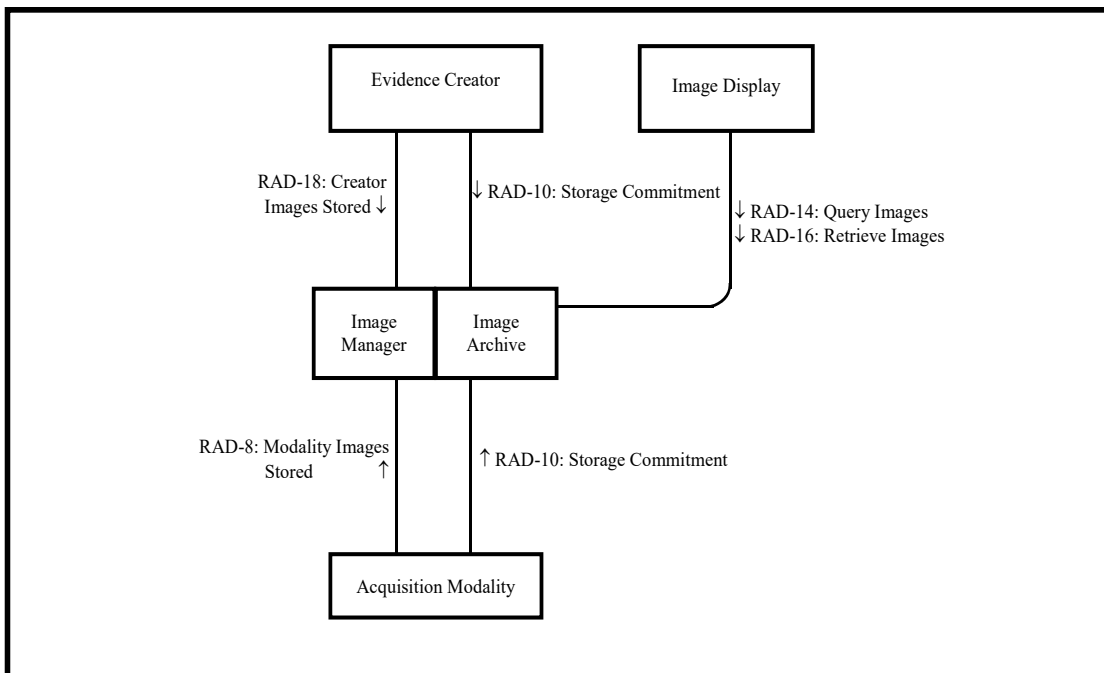 Evidence Creator
Image Display
RAD-18: Creator
Images Stored ↓
↓ RAD-10: Storage Commitment
↓ RAD-14: Query Images
↓ RAD-16: Retrieve Images
Image
Manager
Image
Archive
RAD-8: Modality Images
Stored ↑
↑ RAD-10: Storage Commitment
Acquisition Modality